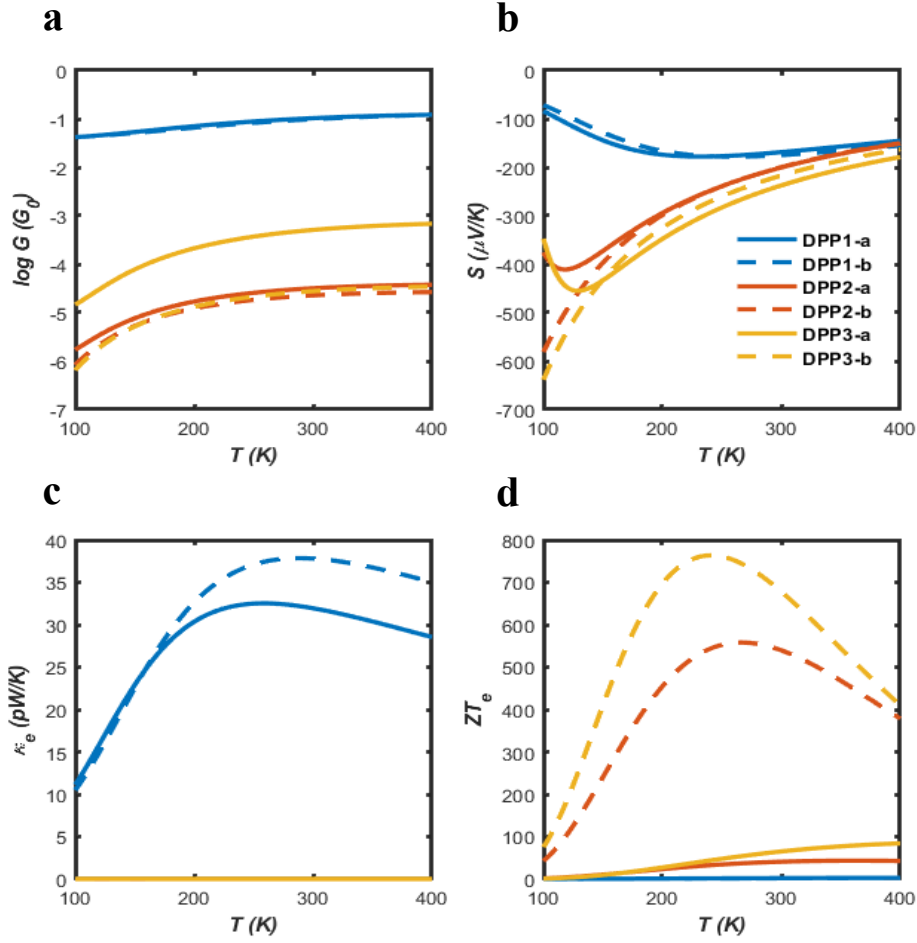 a
0
-1
-2
-3
-4
-5
-6
-7
log G (G0)
100
200
300
400
T (K)
b
0
-100
-200
-300
-400
-500
-600
-700
S (μV/K)
DPP1-a
DPP1-b
DPP2-a
DPP2-b
DPP3-a
DPP3-b
100
200
300
400
T (K)
c
40
35
30
25
20
15
10
5
0
κe (pW/K)
100
200
300
400
T (K)
d
800
700
600
500
400
300
200
100
0
ZTe
100
200
300
400
T (K)